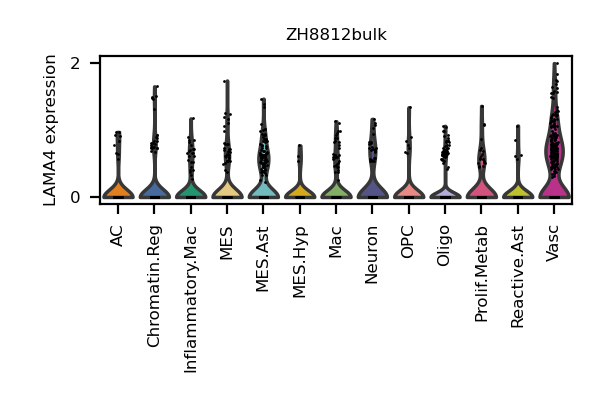 ZH8812bulk
LAMA4 expression
2
0
AC
Chromatin.Reg
Inflammatory.Mac
MES
MES.Ast
MES.Hyp
Mac
Neuron
OPC
Oligo
Prolif.Metab
Reactive.Ast
Vasc